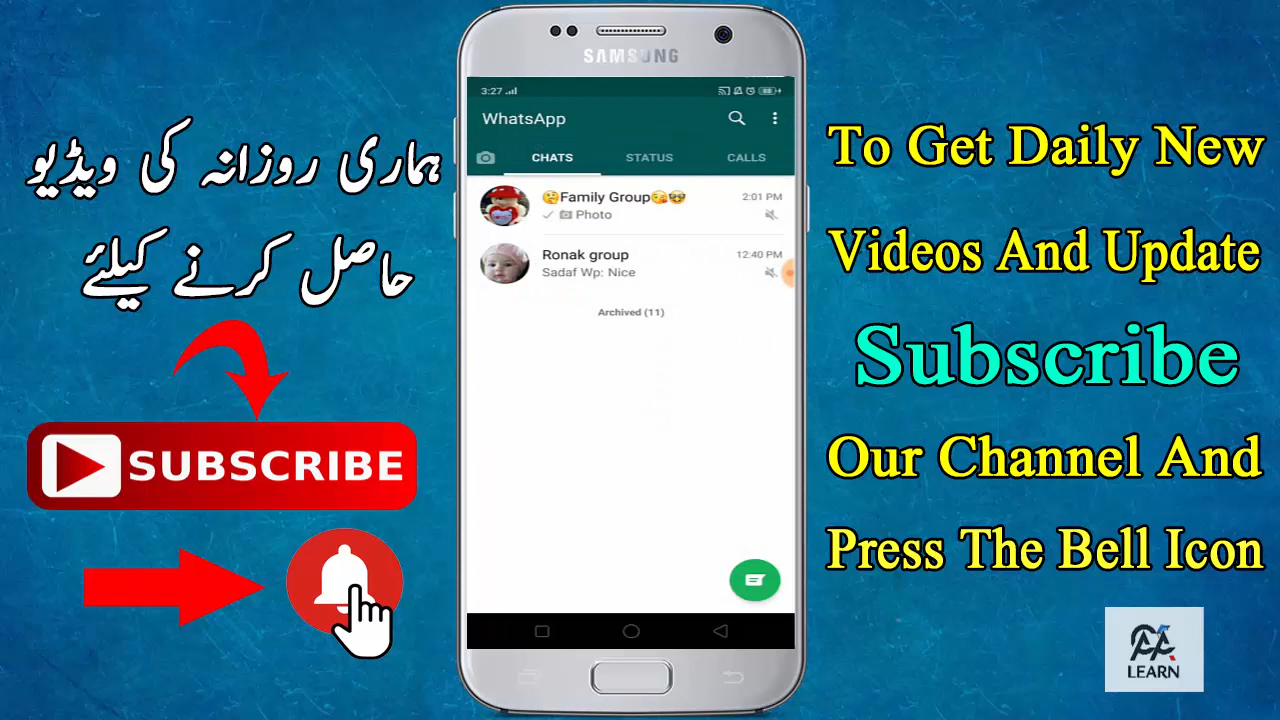 ہماری روزانہ کی ویڈیو
حاصل کرنے کیلئے
SUBSCRIBE
SAMSUNG
3:27
WhatsApp
CHATS STATUS CALLS
🤔Family Group😘🤓 2:01 PM
Photo
Ronak group 12:40 PM
Sadaf Wp: Nice
Archived (11)
To Get Daily New
Videos And Update
Subscribe
Our Channel And
Press The Bell Icon
LEARN